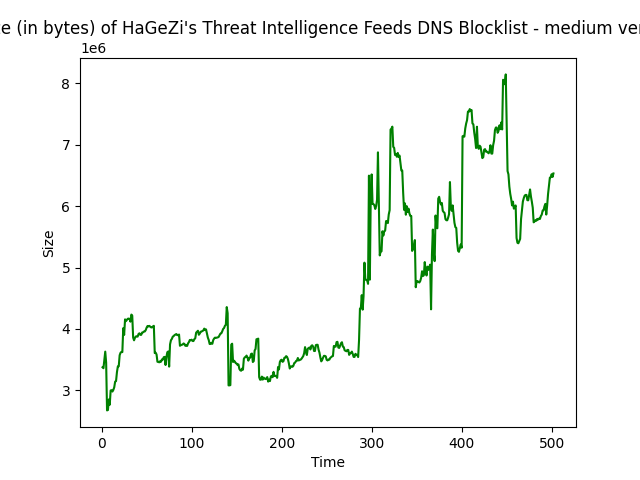 e (in bytes) of HaGeZi's Threat Intelligence Feeds DNS Blocklist - medium ver
1e6
8
7
6
5
4
3
Size
0 100 200 300 400 500
Time